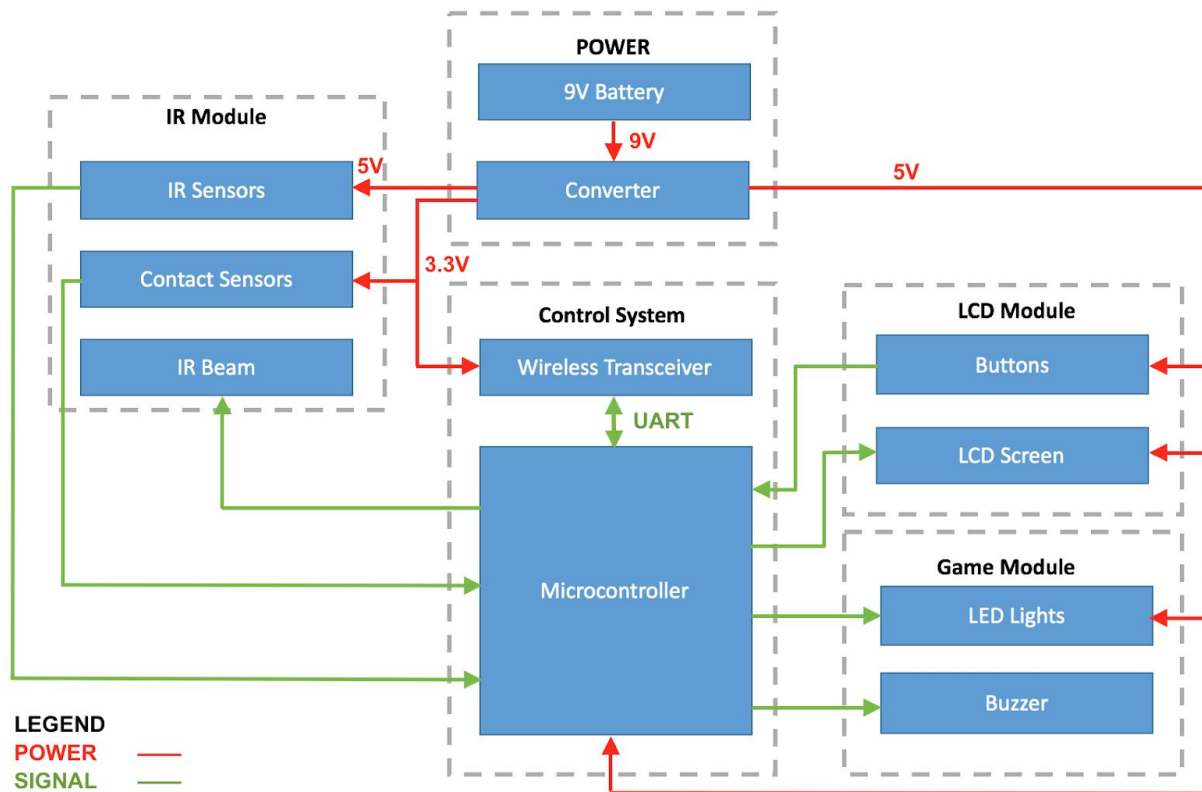 POWER
9V Battery
9V
Converter
5V
5V
3.3V
IR Module
IR Sensors
Contact Sensors
IR Beam
Control System
Wireless Transceiver
UART
Microcontroller
LCD Module
Buttons
LCD Screen
Game Module
LED Lights
Buzzer
LEGEND
POWER
SIGNAL